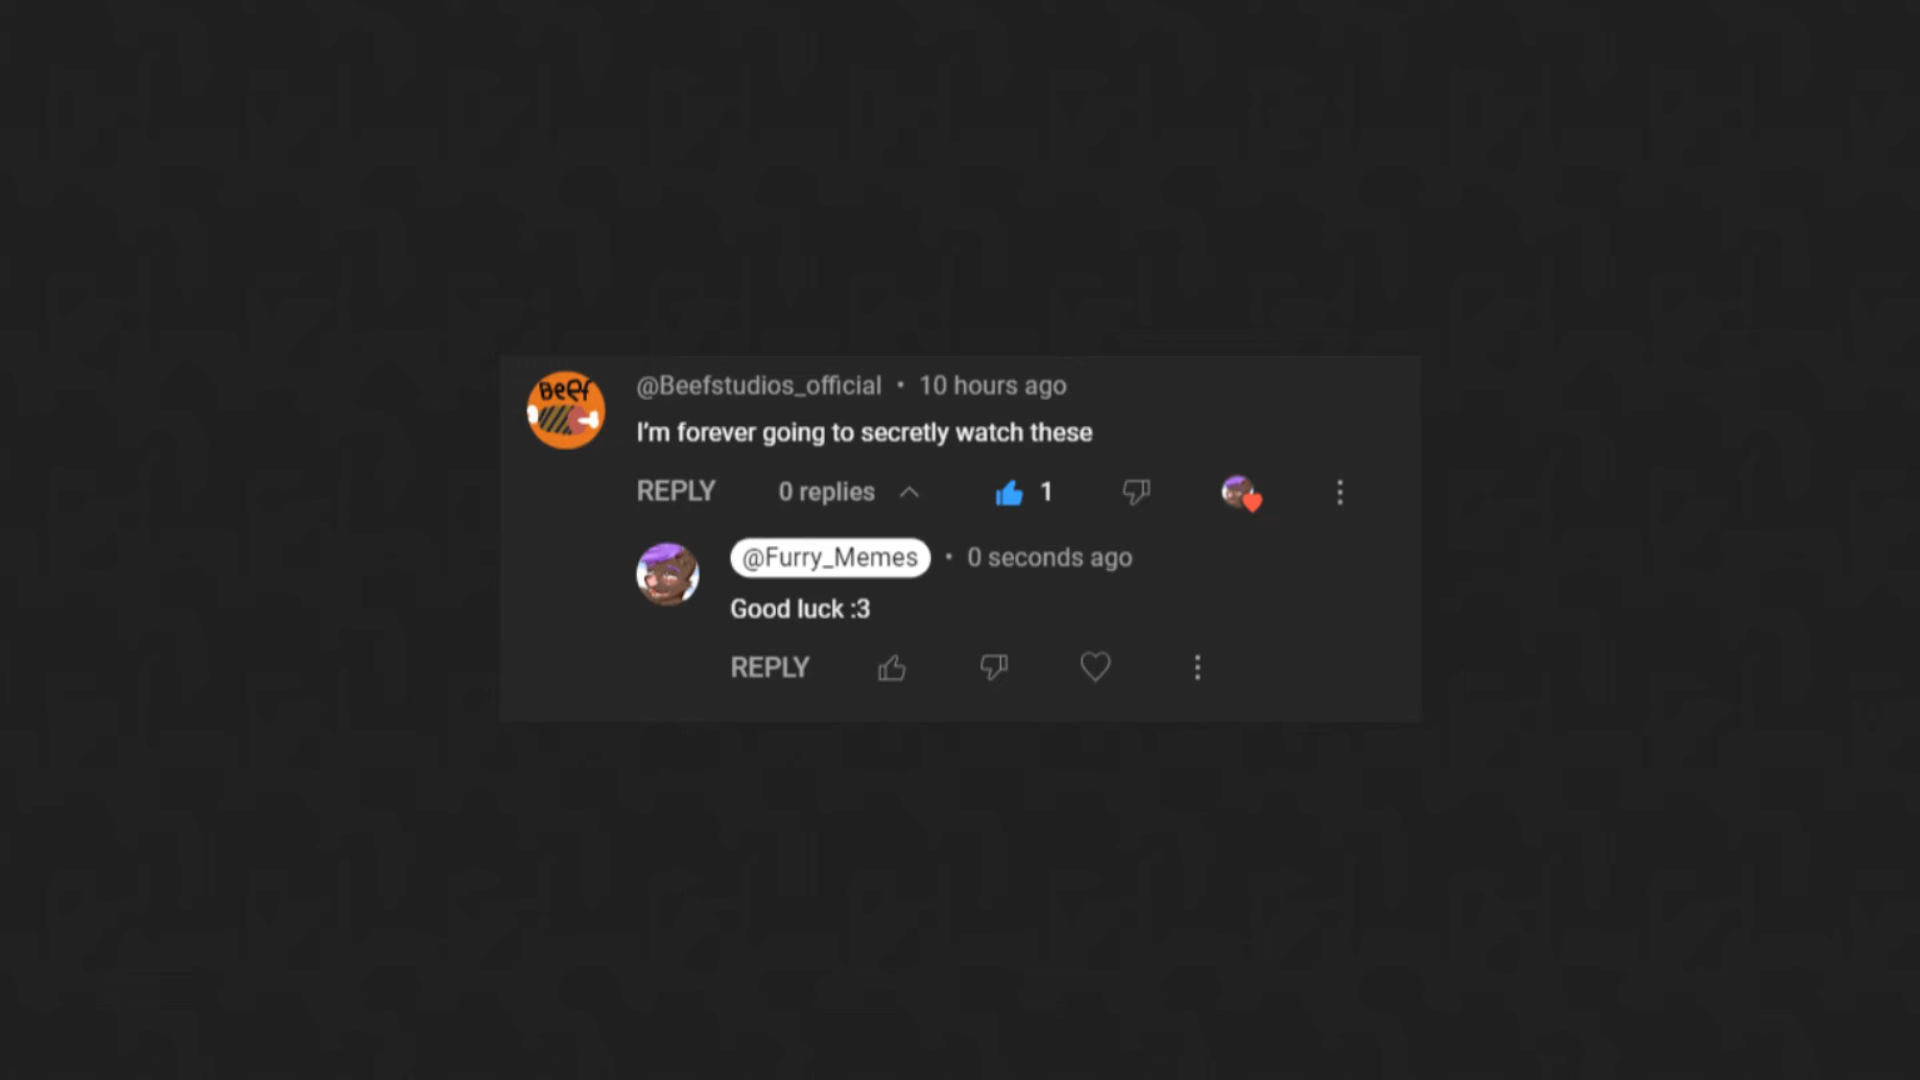 Beef
@Beefstudios_official • 10 hours ago
I'm forever going to secretly watch these
REPLY 0 replies 1
@Furry_Memes • 0 seconds ago
Good luck :3
REPLY